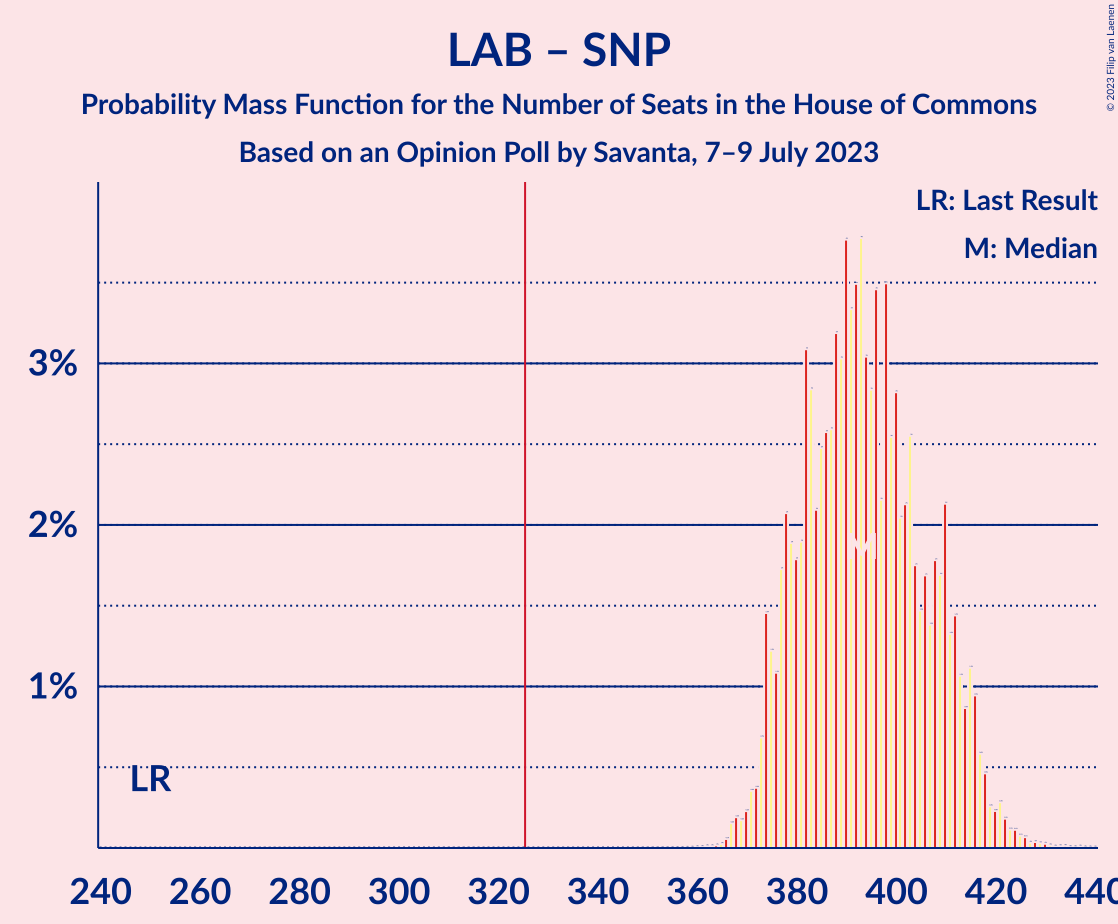 LAB – SNP
Probability Mass Function for the Number of Seats in the House of Commons
Based on an Opinion Poll by Savanta, 7–9 July 2023
© 2023 Filip van Laenen
LR: Last Result
M: Median
3%
2%
1%
M
LR
240 260 280 300 320 340 360 380 400 420 440